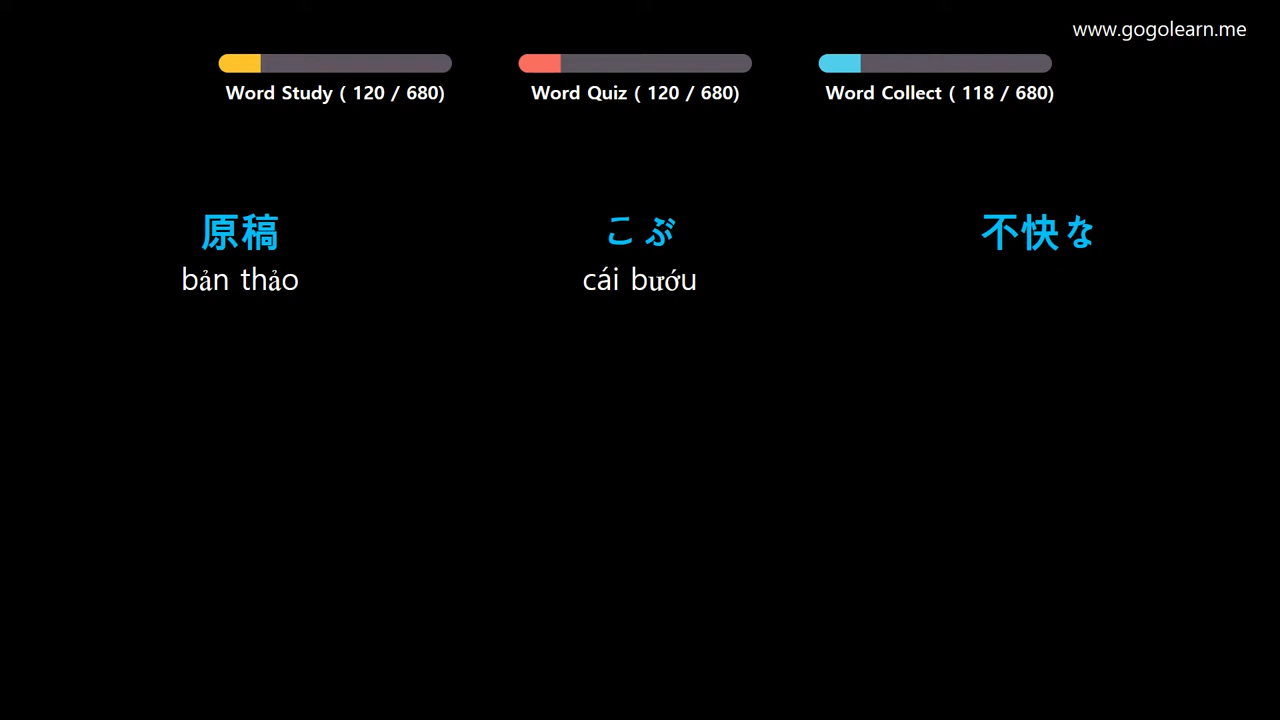 www.gogolearn.me
Word Study ( 120 / 680)
Word Quiz ( 120 / 680)
Word Collect ( 118 / 680)
原稿
bản thảo
こぶ
cái bướu
不快な